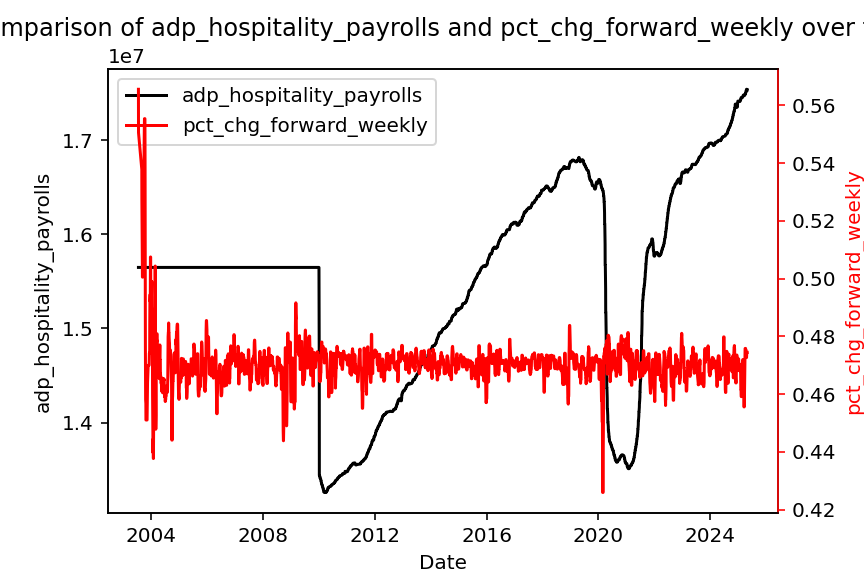 mparison of adp_hospitality_payrolls and pct_chg_forward_weekly over
1e7
adp_hospitality_payrolls
pct_chg_forward_weekly
1.7
1.6
1.5
1.4
adp_hospitality_payrolls
0.56
0.54
0.52
0.50
0.48
0.46
0.44
0.42
pct_chg_forward_weekly
2004
2008
2012
2016
2020
2024
Date